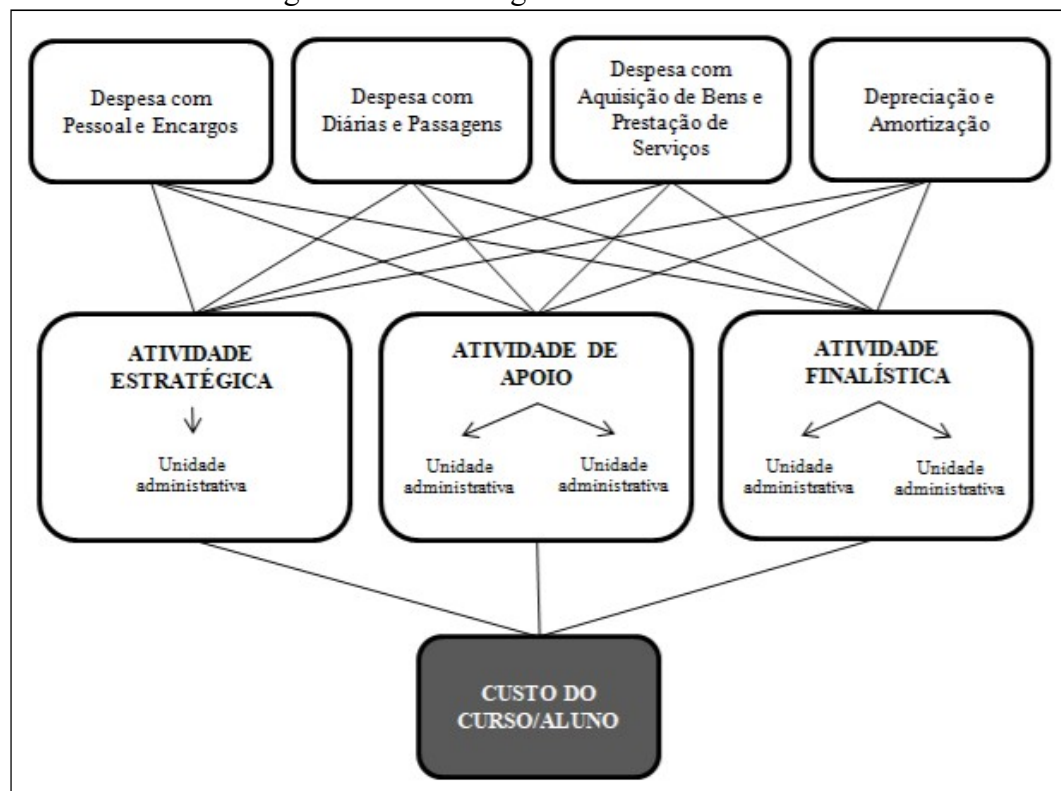 Despesa com
Pessoal e Encargos
Despesa com
Diárias e Passagens
Despesa com
Aquisição de Bens e
Prestação de
Serviços
Depreciação e
Amortização
ATIVIDADE
ESTRATÉGICA
Unidade
administrativa
ATIVIDADE DE
APOIO
Unidade
administrativa
Unidade
administrativa
ATIVIDADE
FINALÍSTICA
Unidade
administrativa
Unidade
administrativa
CUSTO DO
CURSO/ALUNO